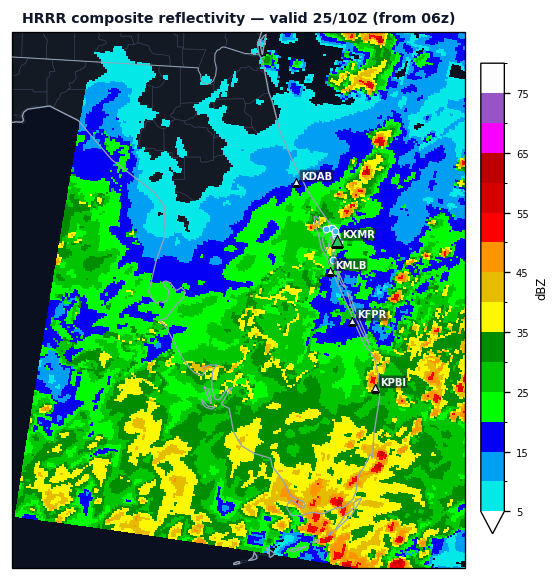 HRRR composite reflectivity — valid 25/10Z (from 06z)
KDAB
KXMR
KMLB
KFPR
KPBI
75
65
55
45
35
25
15
5
dBZ